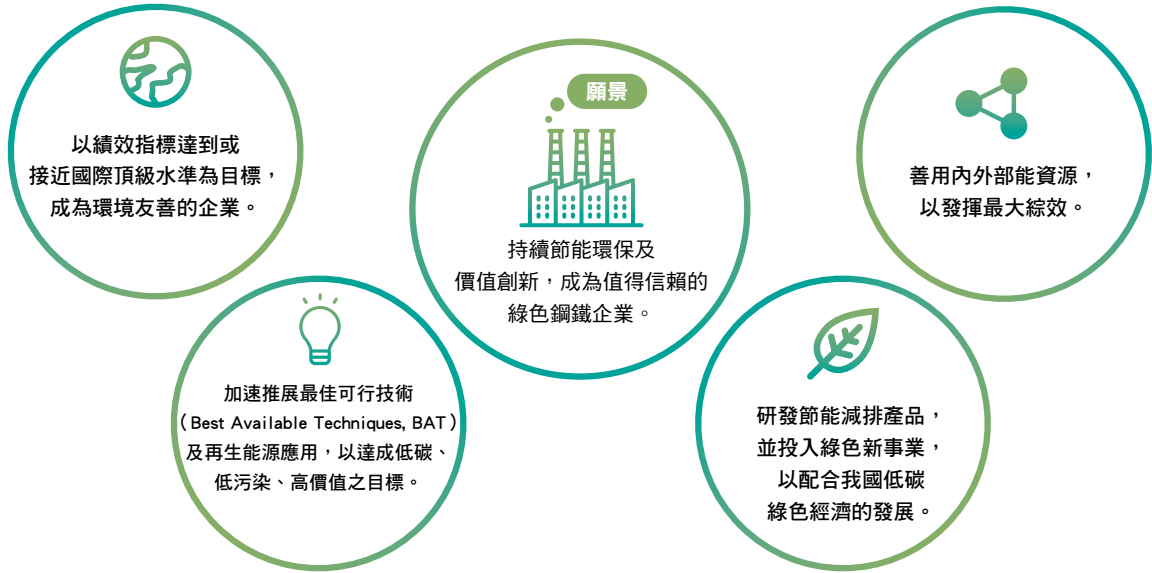 以績效指標達到或
接近國際頂級水準為目標，
成為環境友善的企業。
加速推展最佳可行技術
（Best Available Techniques, BAT）
及再生能源應用，以達成低碳、
低污染、高價值之目標。
願景
持續節能環保及
價值創新，成為值得信賴的
綠色鋼鐵企業。
研發節能減排產品，
並投入綠色新事業，
以配合我國低碳
綠色經濟的發展。
善用內外部能資源，
以發揮最大綜效。